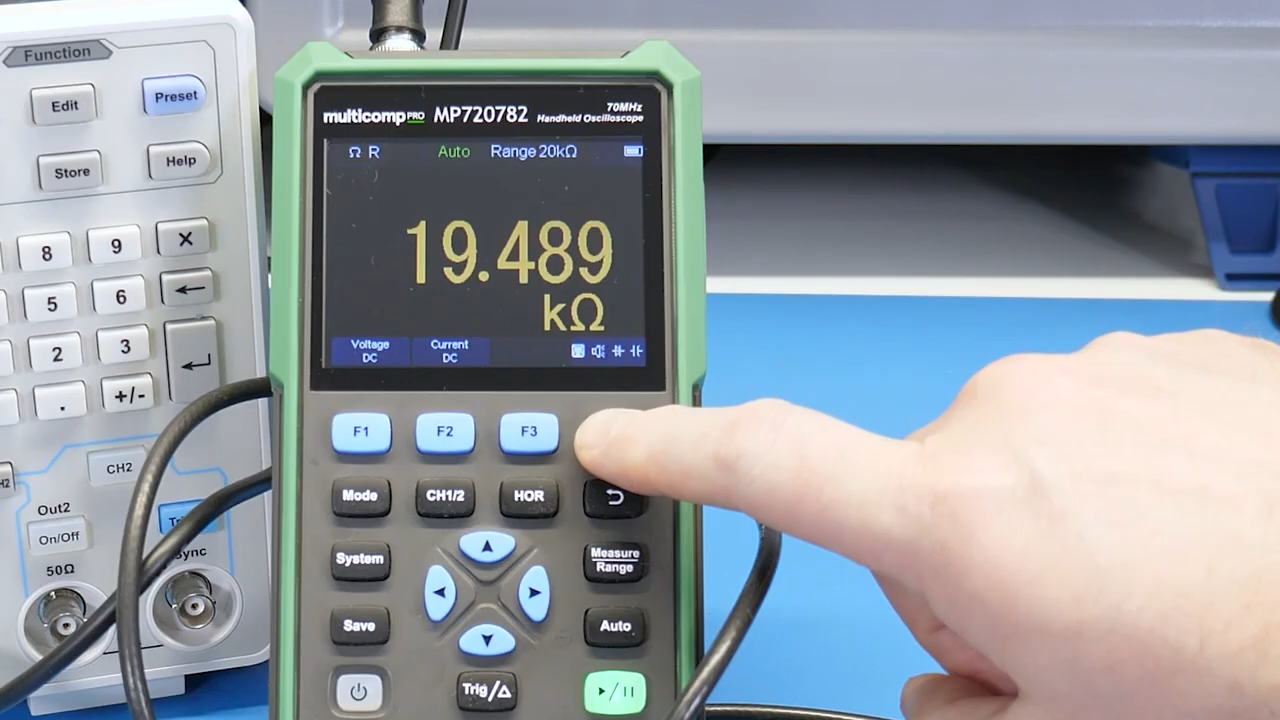 Function
Edit
Preset
Store
Help
8
9
5
6
2
3
.
+/-
CH2
Out2
On/Off
50Ω
Sync
multicomp PRO MP720782
70MHz
Handheld Oscilloscope
Ω R Auto Range 20kΩ
19.489
kΩ
Voltage
DC
Current
DC
F1 F2 F3
Mode CH1/2 HOR
System
Measure
Range
Save
Auto
Trig/Δ